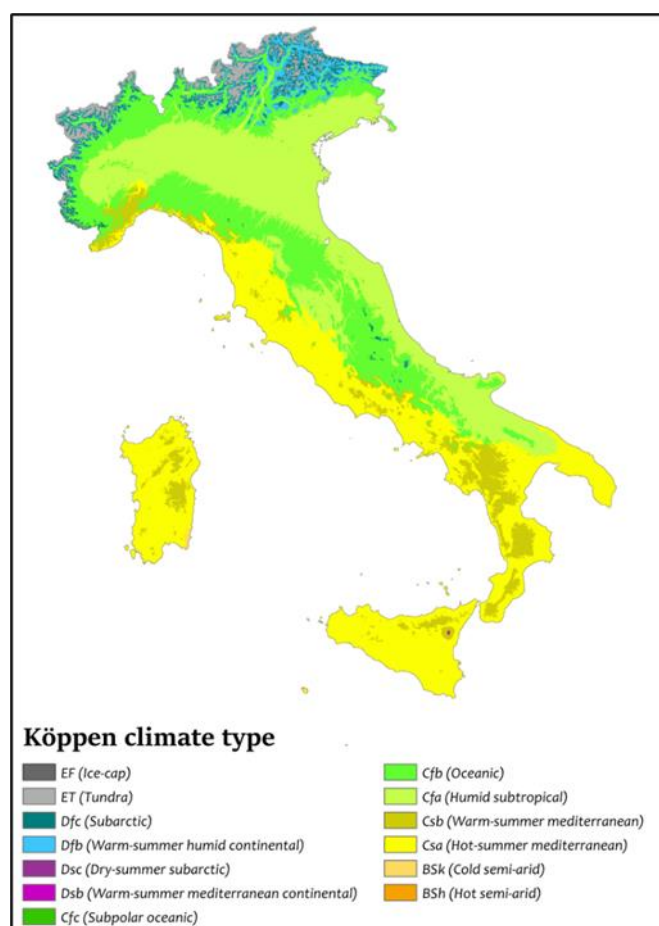 Köppen climate type
EF (Ice-cap)
ET (Tundra)
Dfc (Subarctic)
Dfb (Warm-summer humid continental)
Dsc (Dry-summer subarctic)
Dsb (Warm-summer mediterranean continental)
Cfc (Subpolar oceanic)
Cfb (Oceanic)
Cfa (Humid subtropical)
Csb (Warm-summer mediterranean)
Csa (Hot-summer mediterranean)
BSk (Cold semi-arid)
BSh (Hot semi-arid)